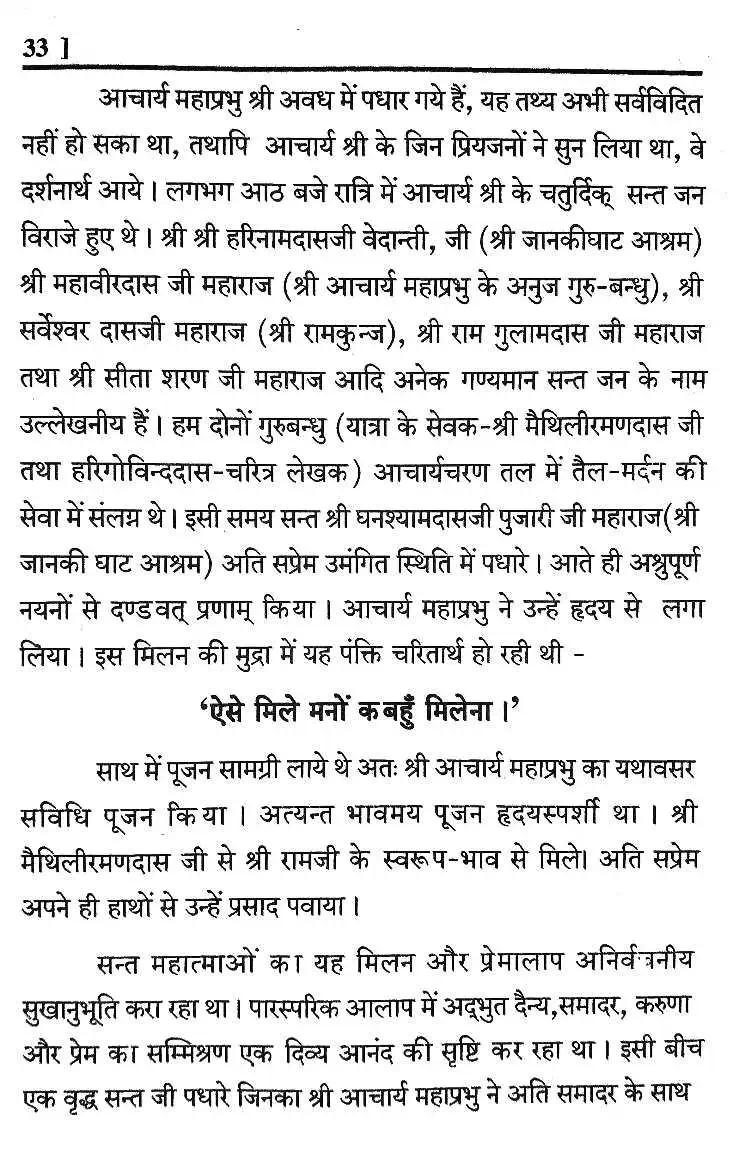 33 ]
आचार्य महाप्रभु श्री अवध में पधार गये हैं, यह तथ्य अभी सर्वविदित
नहीं हो सका था, तथापि आचार्य श्री के जिन प्रियजनों ने सुन लिया था, वे
दर्शनार्थ आये । लगभग आठ बजे रात्रि में आचार्य श्री के चतुर्दिक् सन्त जन
विराजे हुए थे । श्री श्री हरिनामदासजी वेदान्ती, जी (श्री जानकीघाट आश्रम)
श्री महावीरदास जी महाराज (श्री आचार्य महाप्रभु के अनुज गुरु-बन्धु), श्री
सर्वेश्वर दासजी महाराज (श्री रामकुन्ज), श्री राम गुलामदास जी महाराज
तथा श्री सीता शरण जी महाराज आदि अनेक गण्यमान सन्त जन के नाम
उल्लेखनीय हैं । हम दोनों गुरुबन्धु (यात्रा के सेवक-श्री मैथिलीरमणदास जी
तथा हरिगोविन्ददास-चरित्र लेखक) आचार्यचरण तल में तैल-मर्दन की
सेवा में संलग्न थे । इसी समय सन्त श्री घनश्यामदासजी पुजारी जी महाराज(श्री
जानकी घाट आश्रम) अति सप्रेम उमंगित स्थिति में पधारे । आते ही अश्रुपूर्ण
नयनों से दण्डवत् प्रणाम् किया । आचार्य महाप्रभु ने उन्हें हृदय से लगा
लिया । इस मिलन की मुद्रा में यह पंक्ति चरितार्थ हो रही थी -
‘ऐसे मिले मनों कबहुँ मिलेना ।’
साथ में पूजन सामग्री लाये थे अतः श्री आचार्य महाप्रभु का यथावसर
सविधि पूजन किया । अत्यन्त भावमय पूजन हृदयस्पर्शी था । श्री
मैथिलीरमणदास जी से श्री रामजी के स्वरूप-भाव से मिले। अति सप्रेम
अपने ही हाथों से उन्हें प्रसाद पवाया ।
सन्त महात्माओं का यह मिलन और प्रेमालाप अनिर्वचनीय
सुखानुभूति करा रहा था । पारस्परिक आलाप में अद्‌भुत दैन्य,समादर, करुणा
और प्रेम का सम्मिश्रण एक दिव्य आनंद की सृष्टि कर रहा था । इसी बीच
एक वृद्ध सन्त जी पधारे जिनका श्री आचार्य महाप्रभु ने अति समादर के साथ